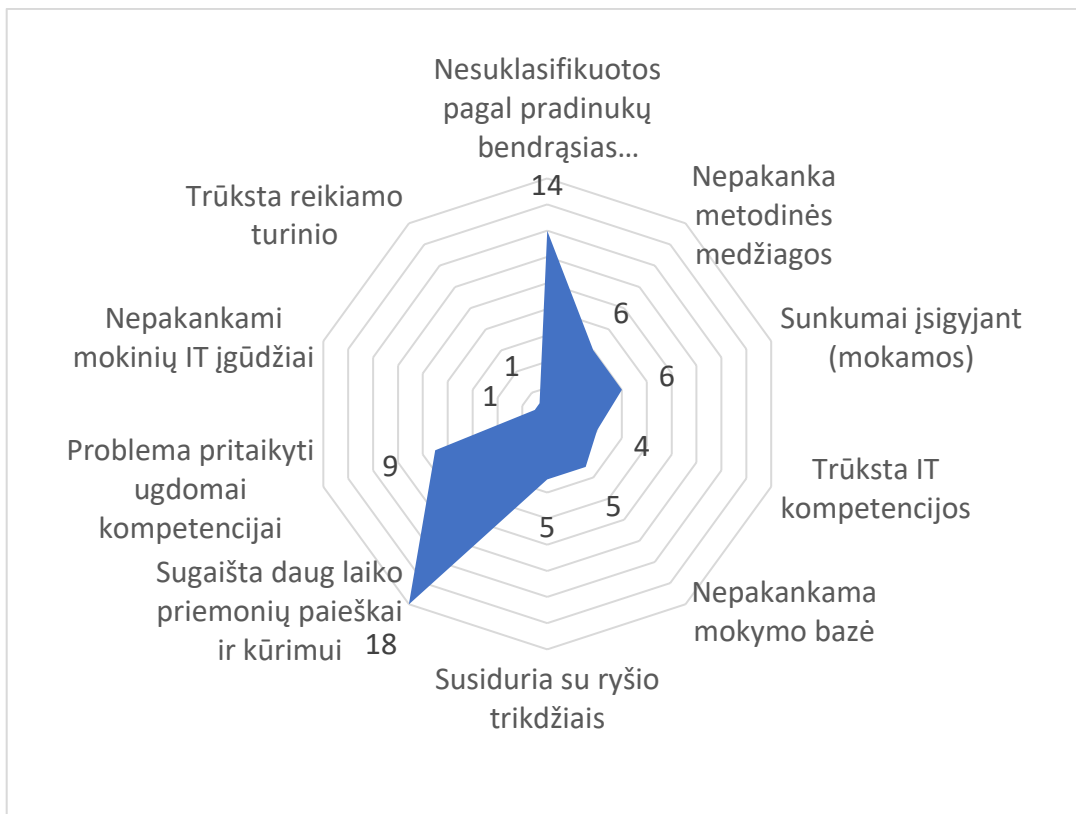 Nesuklasifikuotos
pagal pradinukų
bendrąsias...
14
Nepakanka
metodinės
medžiagos
6
Sunkumai įsigyjant
(mokamos)
6
Trūksta IT
kompetencijos
4
Nepakankama
mokymo bazė
5
Susiduria su ryšio
trikdžiais
5
Sugaišta daug laiko
priemonių paieškai
ir kūrimui
18
Problema pritaikyti
ugdomai
kompetencijai
9
Nepakankami
mokinių IT įgūdžiai
1
Trūksta reikiamo
turinio
1